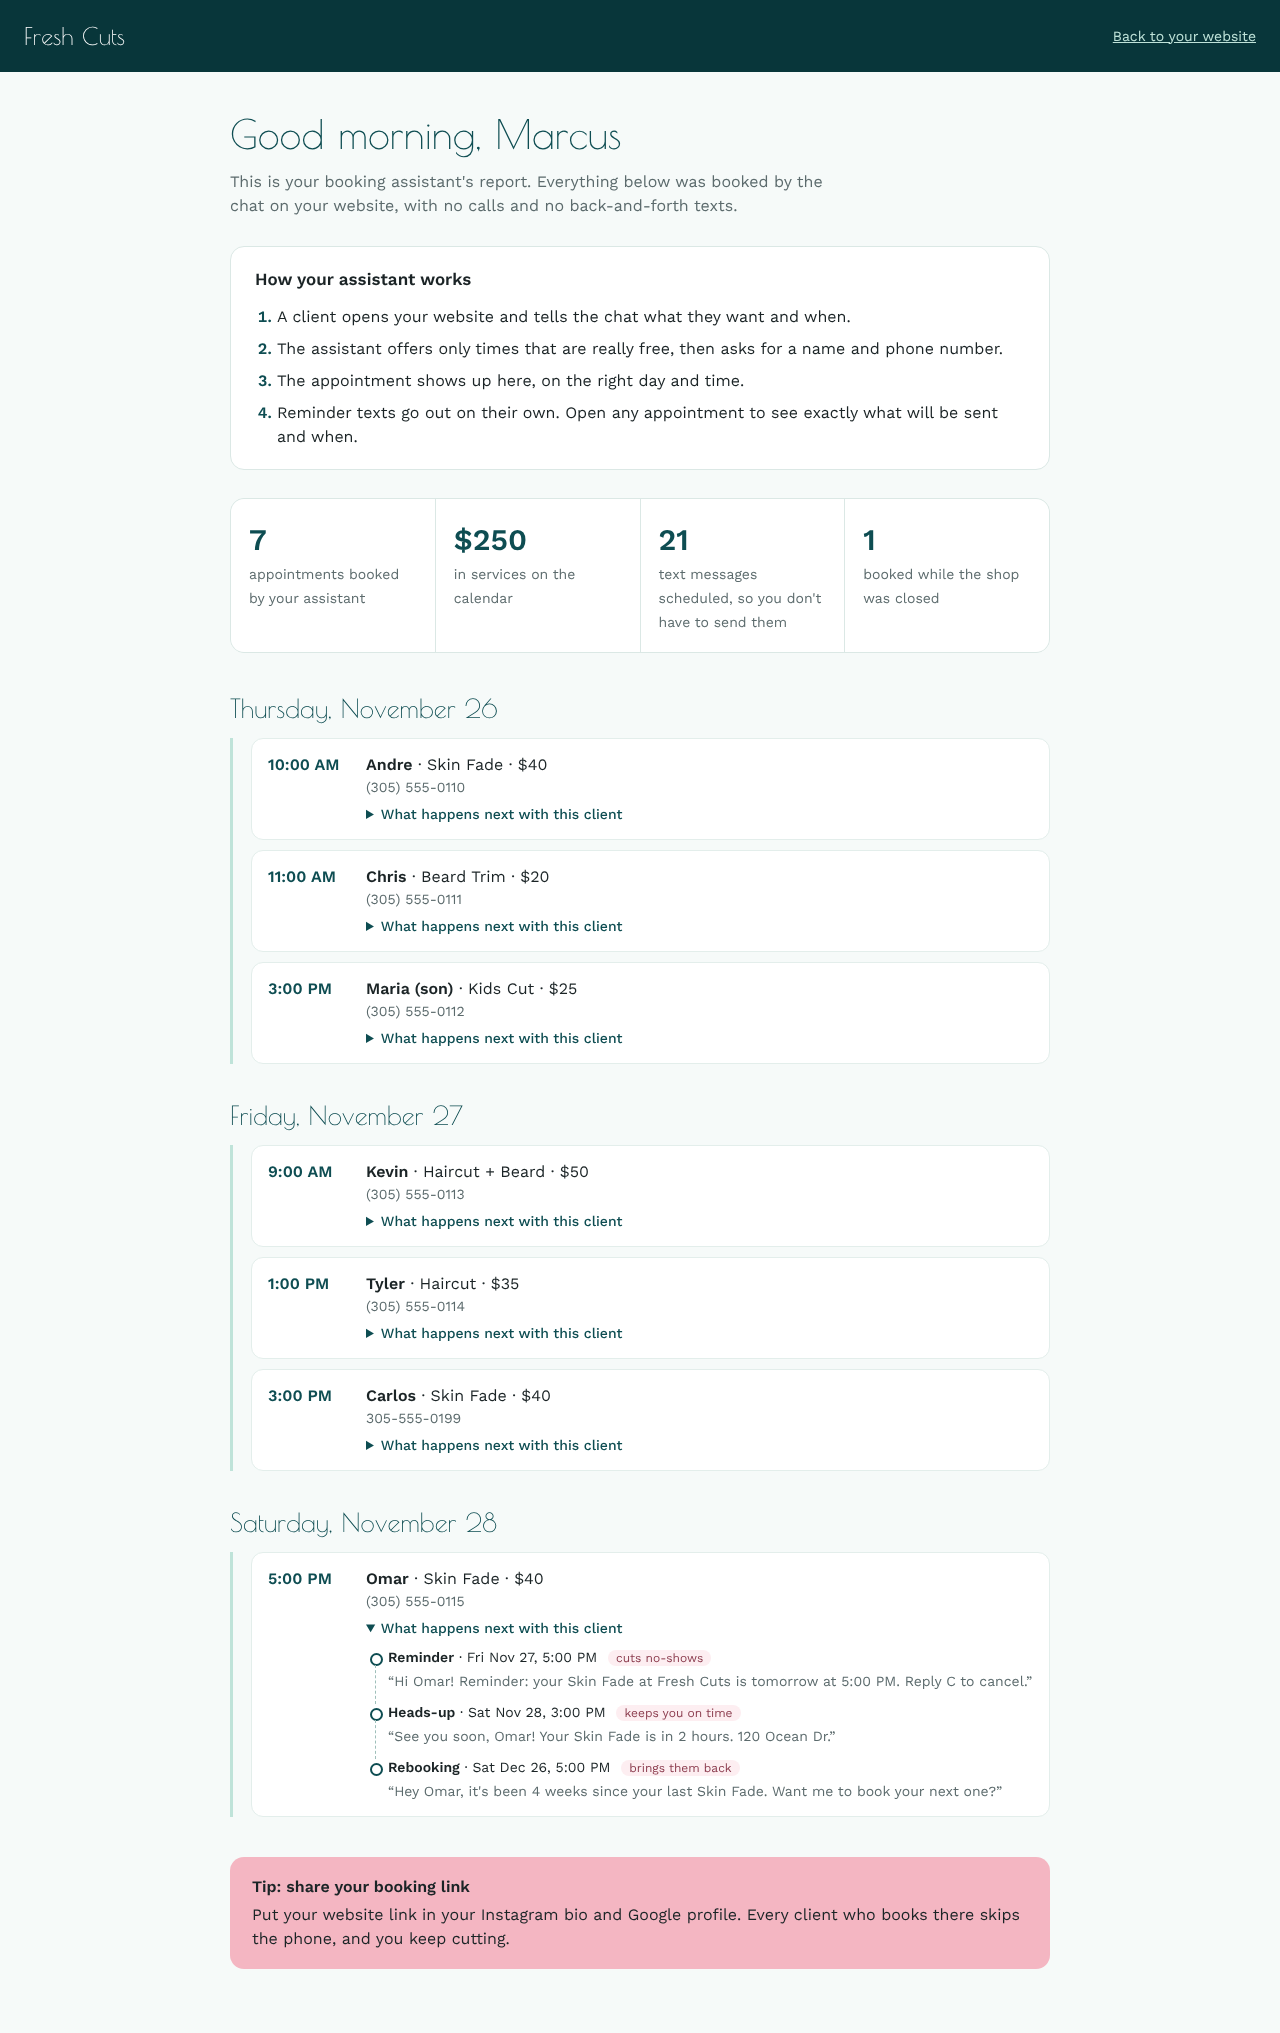 Fresh Cuts
Back to your website
Good morning, Marcus
This is your booking assistant's report. Everything below was booked by the
chat on your website, with no calls and no back-and-forth texts.
How your assistant works
1. A client opens your website and tells the chat what they want and when.
2. The assistant offers only times that are really free, then asks for a name and phone number.
3. The appointment shows up here, on the right day and time.
4. Reminder texts go out on their own. Open any appointment to see exactly what will be sent
and when.
7
appointments booked
by your assistant
$250
in services on the
calendar
21
text messages
scheduled, so you don't
have to send them
1
booked while the shop
was closed
Thursday, November 26
10:00 AM
Andre · Skin Fade · $40
(305) 555-0110
▶ What happens next with this client
11:00 AM
Chris · Beard Trim · $20
(305) 555-0111
▶ What happens next with this client
3:00 PM
Maria (son) · Kids Cut · $25
(305) 555-0112
▶ What happens next with this client
Friday, November 27
9:00 AM
Kevin · Haircut + Beard · $50
(305) 555-0113
▶ What happens next with this client
1:00 PM
Tyler · Haircut · $35
(305) 555-0114
▶ What happens next with this client
3:00 PM
Carlos · Skin Fade · $40
305-555-0199
▶ What happens next with this client
Saturday, November 28
5:00 PM
Omar · Skin Fade · $40
(305) 555-0115
▼ What happens next with this client
Reminder · Fri Nov 27, 5:00 PM cuts no-shows
“Hi Omar! Reminder: your Skin Fade at Fresh Cuts is tomorrow at 5:00 PM. Reply C to cancel.”
Heads-up · Sat Nov 28, 3:00 PM keeps you on time
“See you soon, Omar! Your Skin Fade is in 2 hours. 120 Ocean Dr.”
Rebooking · Sat Dec 26, 5:00 PM brings them back
“Hey Omar, it's been 4 weeks since your last Skin Fade. Want me to book your next one?”
Tip: share your booking link
Put your website link in your Instagram bio and Google profile. Every client who books there skips
the phone, and you keep cutting.